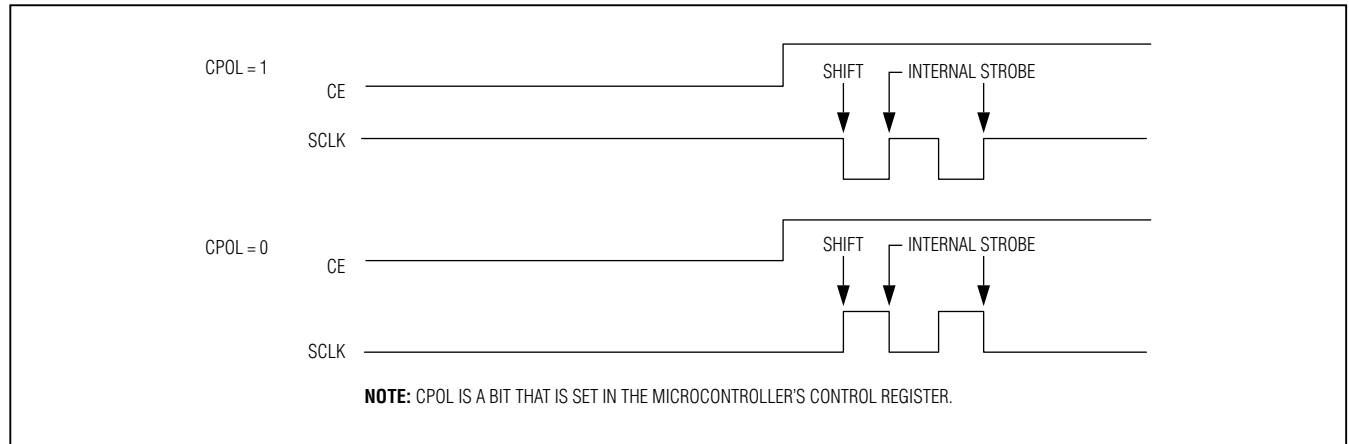 CPOL = 1
CE
SHIFT
INTERNAL STROBE
SCLK
CPOL = 0
CE
SHIFT
INTERNAL STROBE
SCLK
NOTE: CPOL IS A BIT THAT IS SET IN THE MICROCONTROLLER'S CONTROL REGISTER.